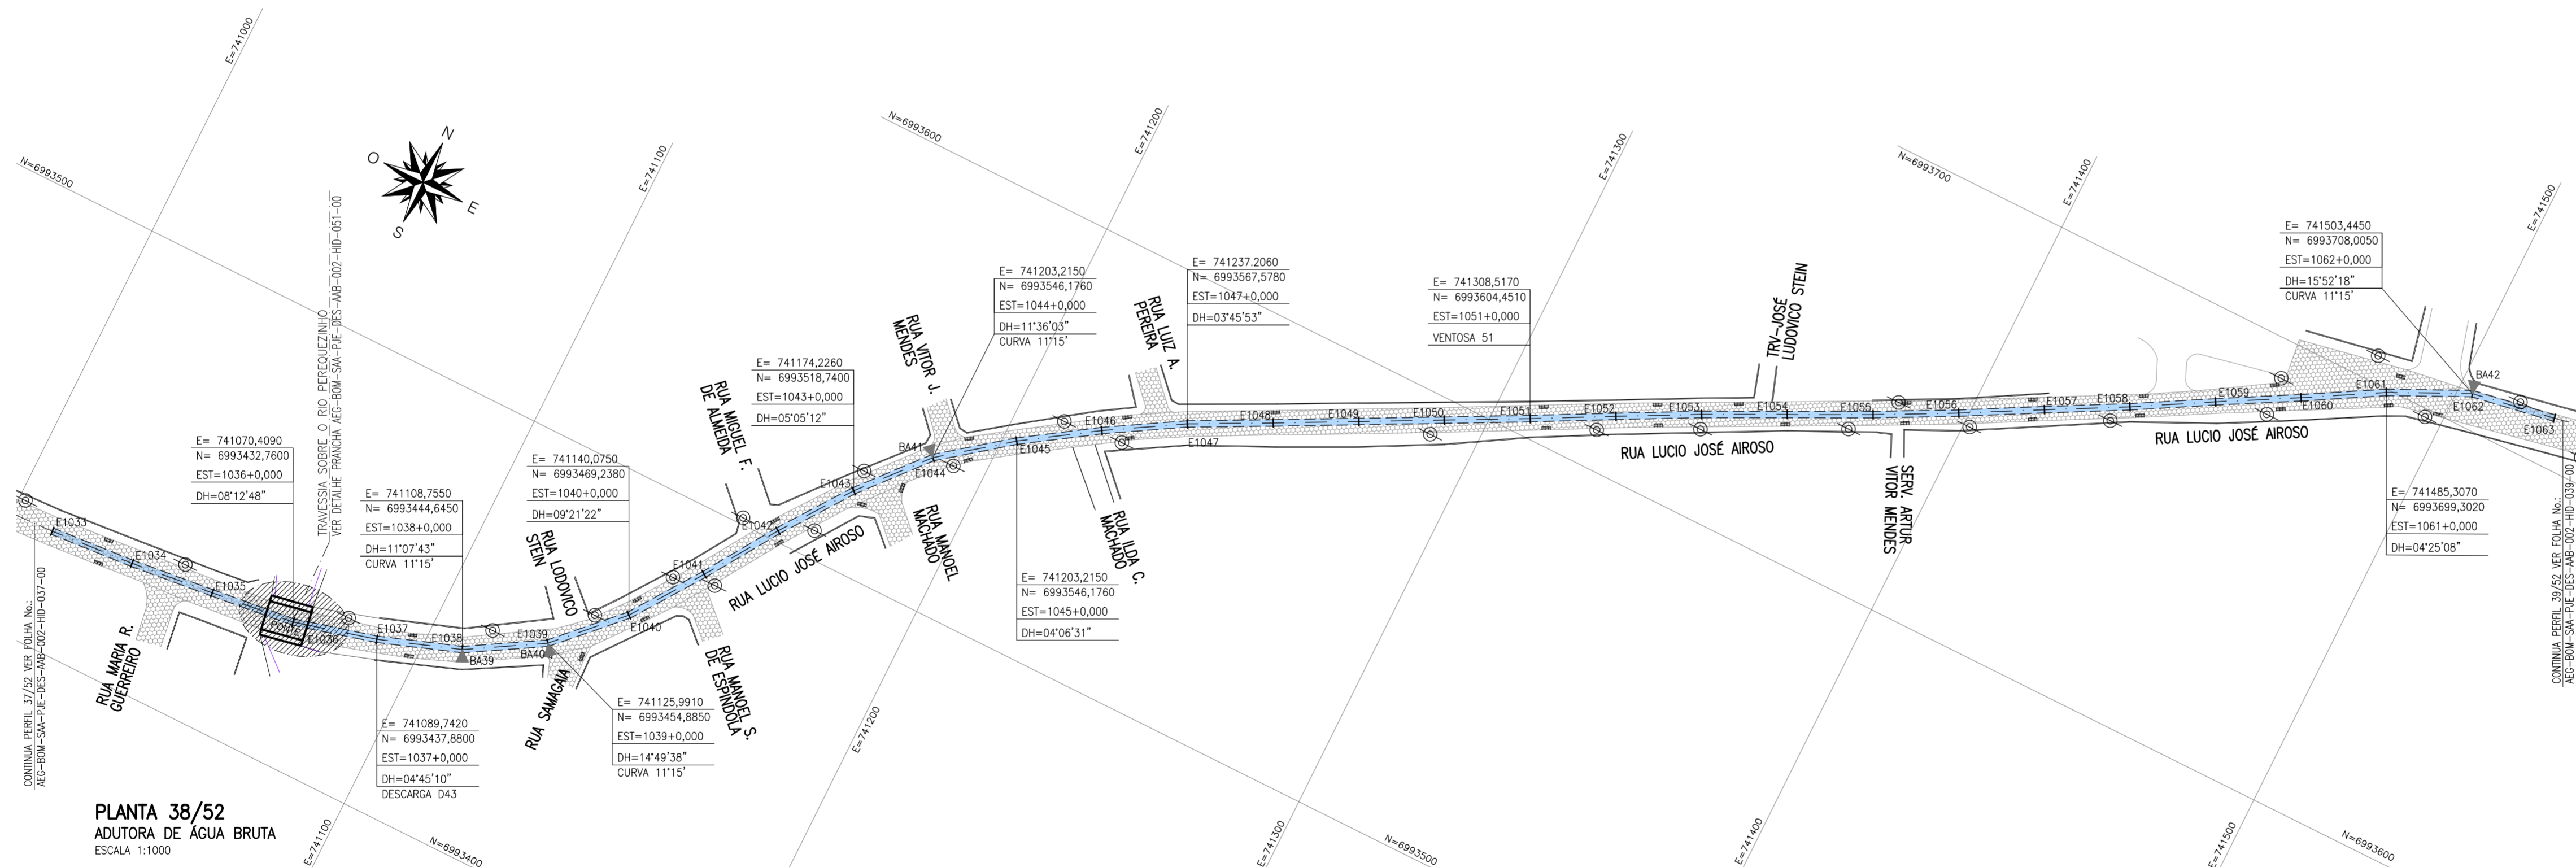 E=741000
N=6993500
N
O
E
S
TRAVESSIA SOBRE O RIO PEREQUEZINHO
VER DETALHE PRANCHA AEG-BOM-SAA-PJE-DES-AAB-002-HID-051-00
E=741100
N=6993600
E=741200
E=741300
N=6993700
E=741400
E=741500
E= 741070,4090
N= 6993432,7600
EST=1036+0,000
DH=08°12'48"
E= 741108,7550
N= 6993444,6450
EST=1038+0,000
DH=11°07'43"
CURVA 11°15'
E= 741140,0750
N= 6993469,2380
EST=1040+0,000
DH=09°21'22"
E= 741174,2260
N= 6993518,7400
EST=1043+0,000
DH=05°05'12"
E= 741203,2150
N= 6993546,1760
EST=1044+0,000
DH=11°36'03"
CURVA 11°15'
E= 741237.2060
N= 6993567,5780
EST=1047+0,000
DH=03°45'53"
E= 741308,5170
N= 6993604,4510
EST=1051+0,000
VENTOSA 51
E= 741503,4450
N= 6993708,0050
EST=1062+0,000
DH=15°52'18"
CURVA 11°15'
RUA LODOVICO
STEIN
RUA MIGUEL F.
DE ALMEIDA
RUA VITOR J.
MENDES
RUA LUIZ A.
PEREIRA
TRV-JOSÉ
LUDOVICO STEIN
E1033
E1034
E1035
PONTE
E1036
E1037
E1038
BA39
E1039
BA40
E1040
E1041
E1042
E1043
BA41
E1044
E1045
E1046
E1047
E1048
E1049
E1050
E1051
E1052
E1053
E1054
E1055
E1056
E1057
E1058
E1059
E1060
E1061
E1062
BA42
E1063
RUA MARIA R.
GUERREIRO
RUA SAMAGAIA
RUA MANOEL S.
DE ESPINDOLA
RUA LUCIO JOSÉ AIROSO
RUA MANOEL
MACHADO
RUA ILDA C.
MACHADO
RUA LUCIO JOSÉ AIROSO
SERV. ARTUR
VITOR MENDES
RUA LUCIO JOSÉ AIROSO
E= 741089,7420
N= 6993437,8800
EST=1037+0,000
DH=04°45'10"
DESCARGA D43
E= 741125,9910
N= 6993454,8850
EST=1039+0,000
DH=14°49'38"
CURVA 11°15'
E= 741203,2150
N= 6993546,1760
EST=1045+0,000
DH=04°06'31"
E= 741485,3070
N= 6993699,3020
EST=1061+0,000
DH=04°25'08"
CONTINUA PERFIL 37/52 VER FOLHA No.:
AEG-BOM-SAA-PJE-DES-AAB-002-HID-037-00
CONTINUA PERFIL 39/52 VER FOLHA No.:
AEG-BOM-SAA-PJE-DES-AAB-002-HID-039-00
E=741100
N=6993400
E=741200
E=741300
N=6993500
E=741400
E=741500
N=6993600
PLANTA 38/52
ADUTORA DE ÁGUA BRUTA
ESCALA 1:1000